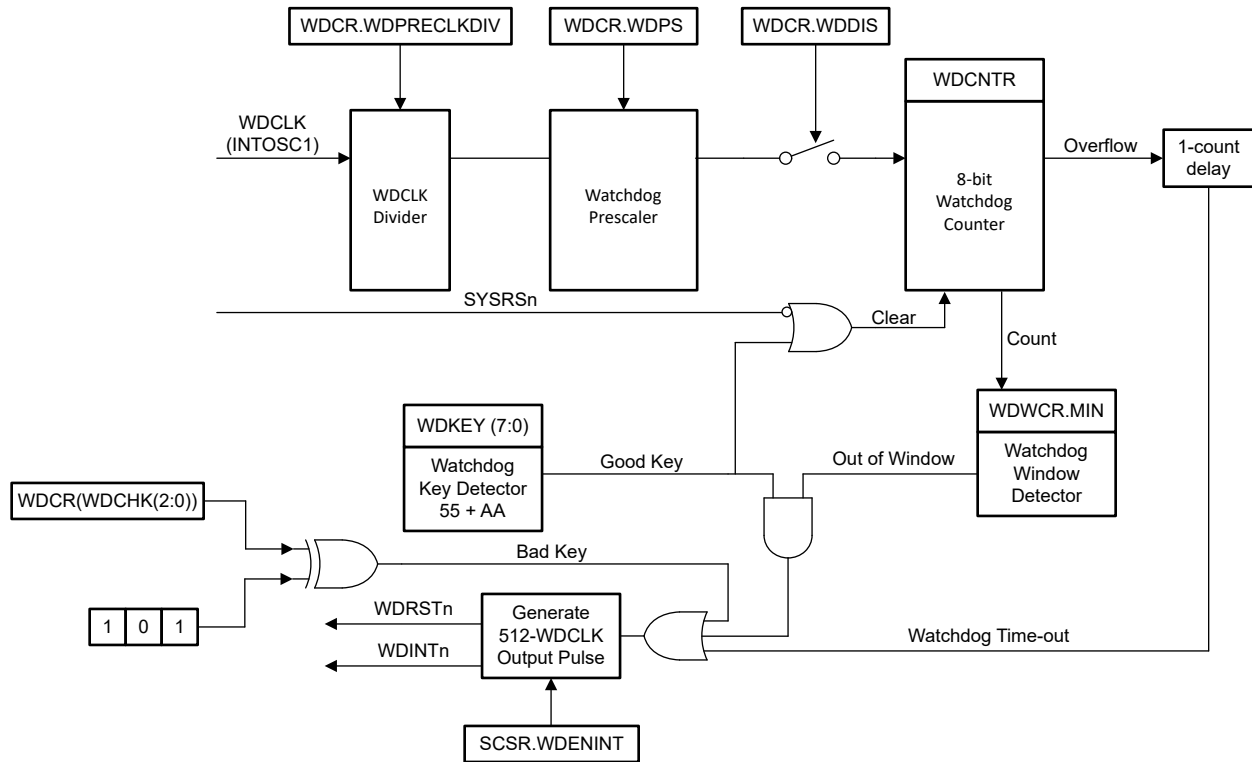 WDCR.WDPRECLKDIV
WDCR.WDPS
WDCR.WDDIS
WDCNTR
WDCLK
(INTOSC1)
WDCLK
Divider
Watchdog
Prescaler
8-bit
Watchdog
Counter
Overflow
1-count
delay
SYSRSn
Clear
Count
WDKEY (7:0)
Watchdog
Key Detector
55 + AA
Good Key
Out of Window
WDWCR.MIN
Watchdog
Window
Detector
WDCR(WDCHK(2:0))
Bad Key
1 0 1
WDRSTn
WDINTn
Generate
512-WDCLK
Output Pulse
Watchdog Time-out
SCSR.WDENINT